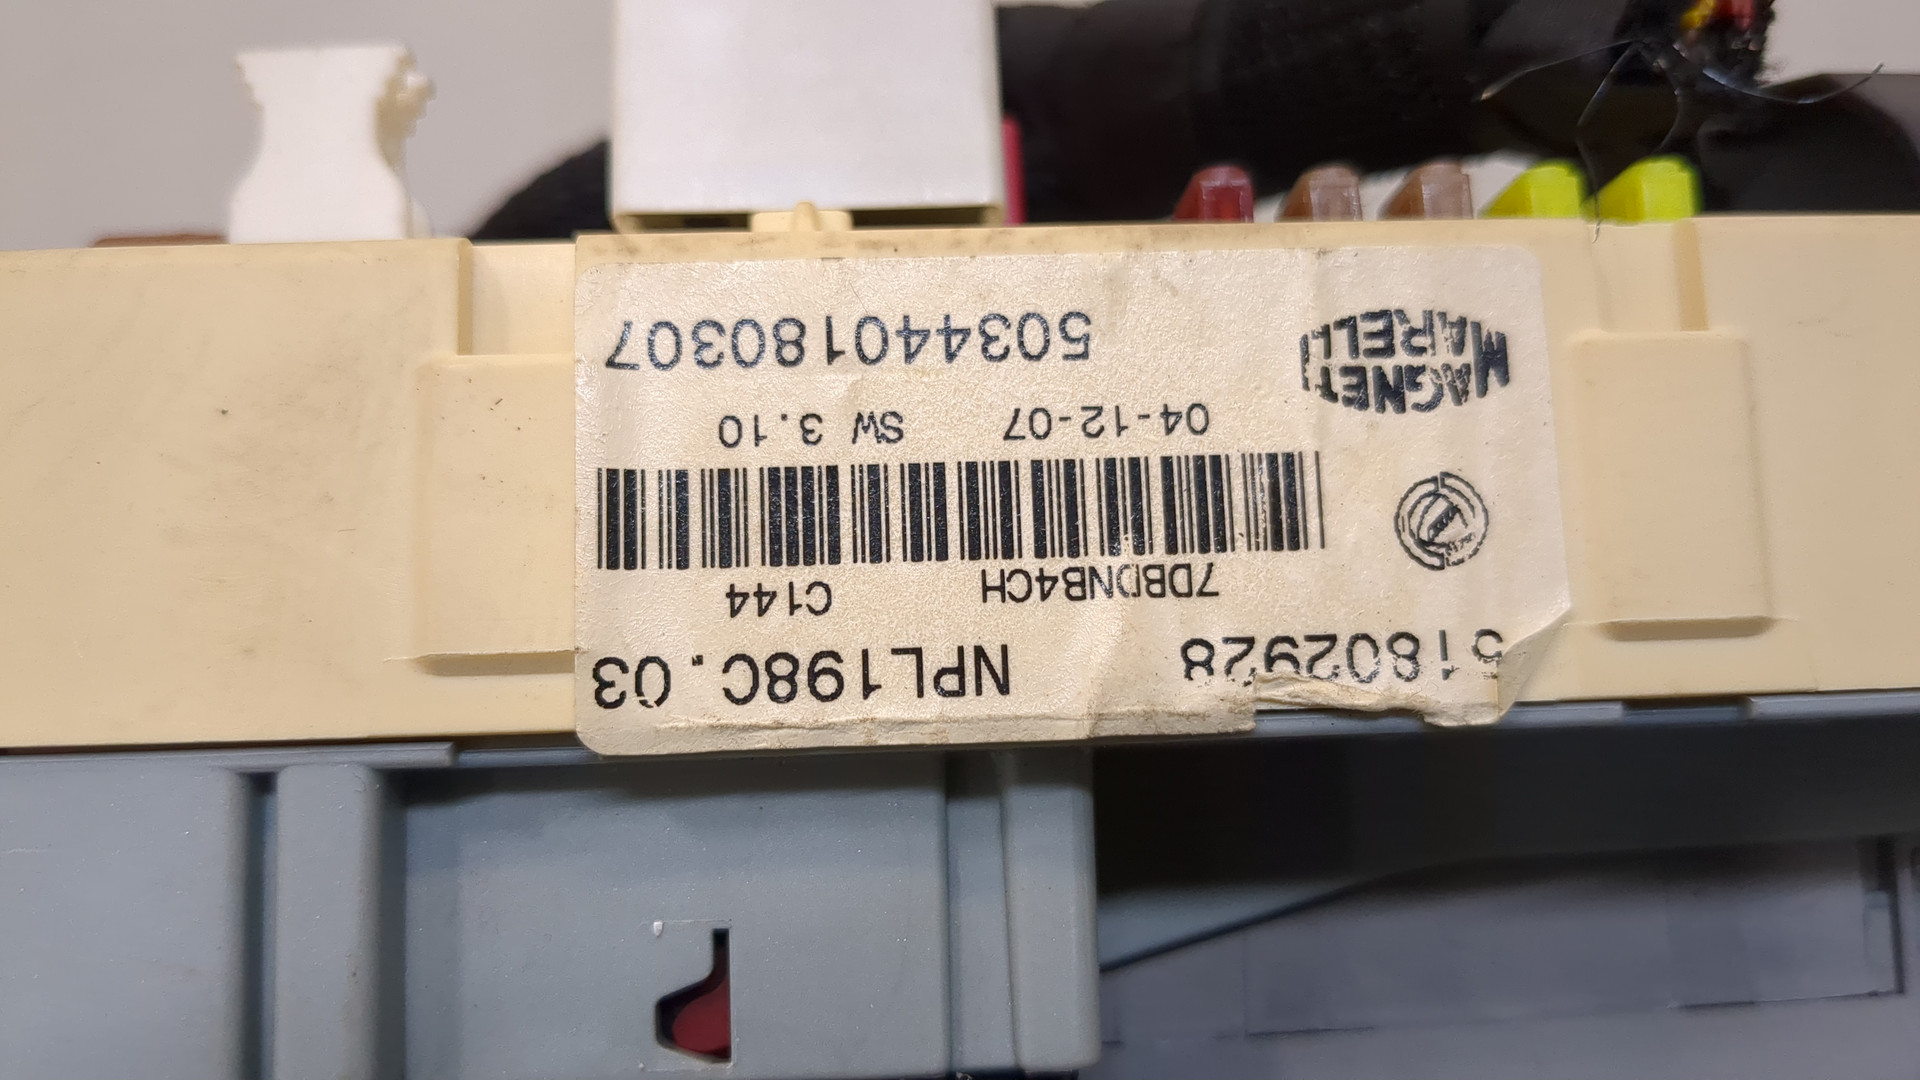 51802928 NPL198C.03
7DBDNB4CH C144
04-12-07 SW 3.10
MAGNETI
MARELLI
503440180307